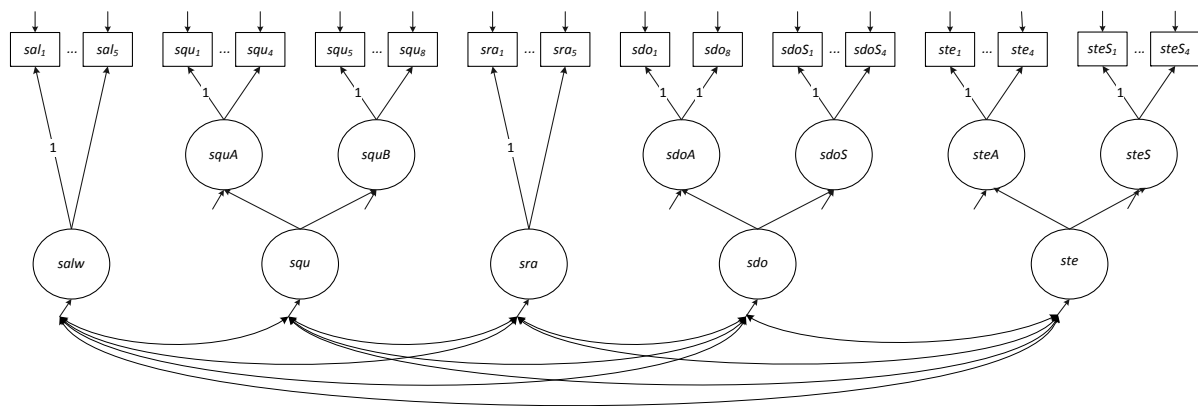 sal1 ... sal5 squ1 ... squ4 squ5 ... squ8 sra1 ... sra5 sdo1 sdo8 sdoS1 ... sdoS4 ste1 ... ste4 steS1 ... steS4
1 1 1 1 1 1 1
1 1
squA squB sdoA sdoS steA steS
salw squ sra sdo ste